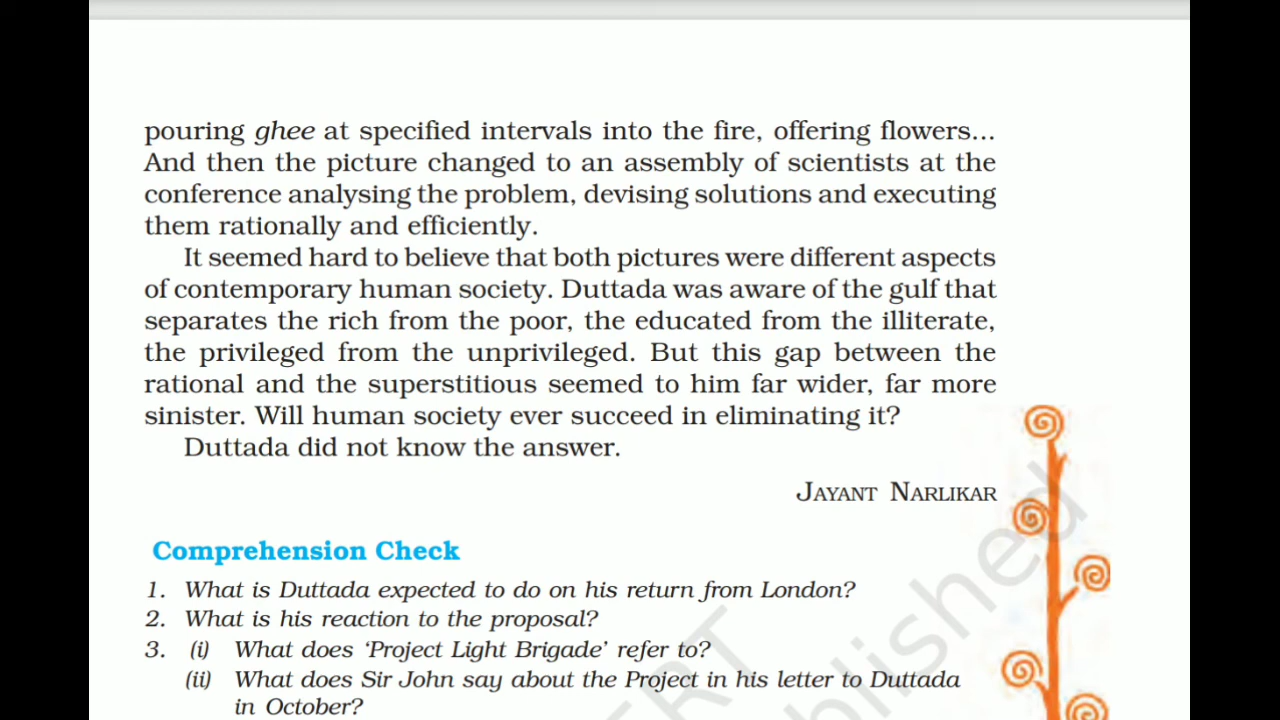 pouring ghee at specified intervals into the fire, offering flowers...
And then the picture changed to an assembly of scientists at the
conference analysing the problem, devising solutions and executing
them rationally and efficiently.
It seemed hard to believe that both pictures were different aspects
of contemporary human society. Duttada was aware of the gulf that
separates the rich from the poor, the educated from the illiterate,
the privileged from the unprivileged. But this gap between the
rational and the superstitious seemed to him far wider, far more
sinister. Will human society ever succeed in eliminating it?
Duttada did not know the answer.
JAYANT NARLIKAR
Comprehension Check
1. What is Duttada expected to do on his return from London?
2. What is his reaction to the proposal?
3. (i) What does ‘Project Light Brigade’ refer to?
(ii) What does Sir John say about the Project in his letter to Duttada
in October?